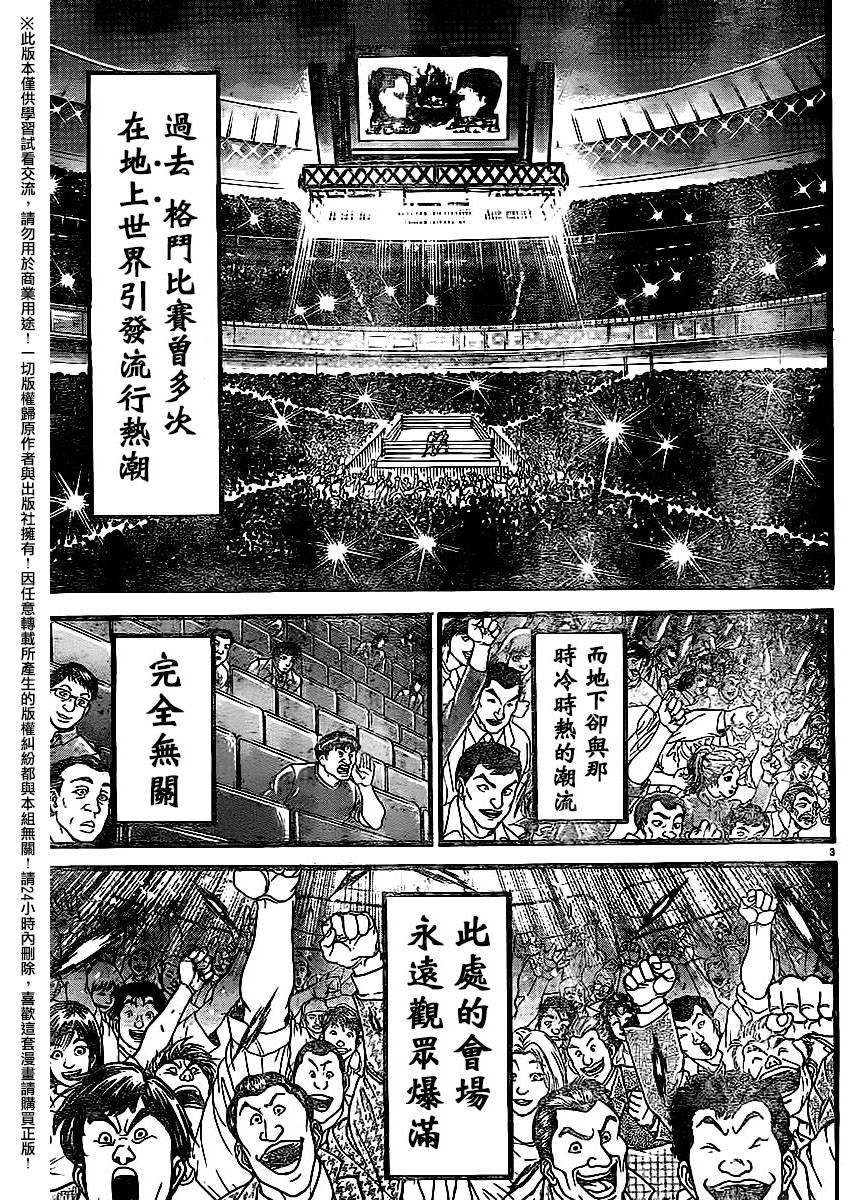 過去 格鬥比賽曾多次
在地上世界引發流行熱潮
而地下卻與那
時冷時熱的潮流
完全無關
3
此處的會場
永遠觀眾爆滿
※此版本僅供學習試看交流，請勿用於商業用途！一切版權歸原作者與出版社擁有！因任意轉載所產生的版權糾紛都與本組無關！請24小時內刪除，喜歡這套漫畫請購買正版！